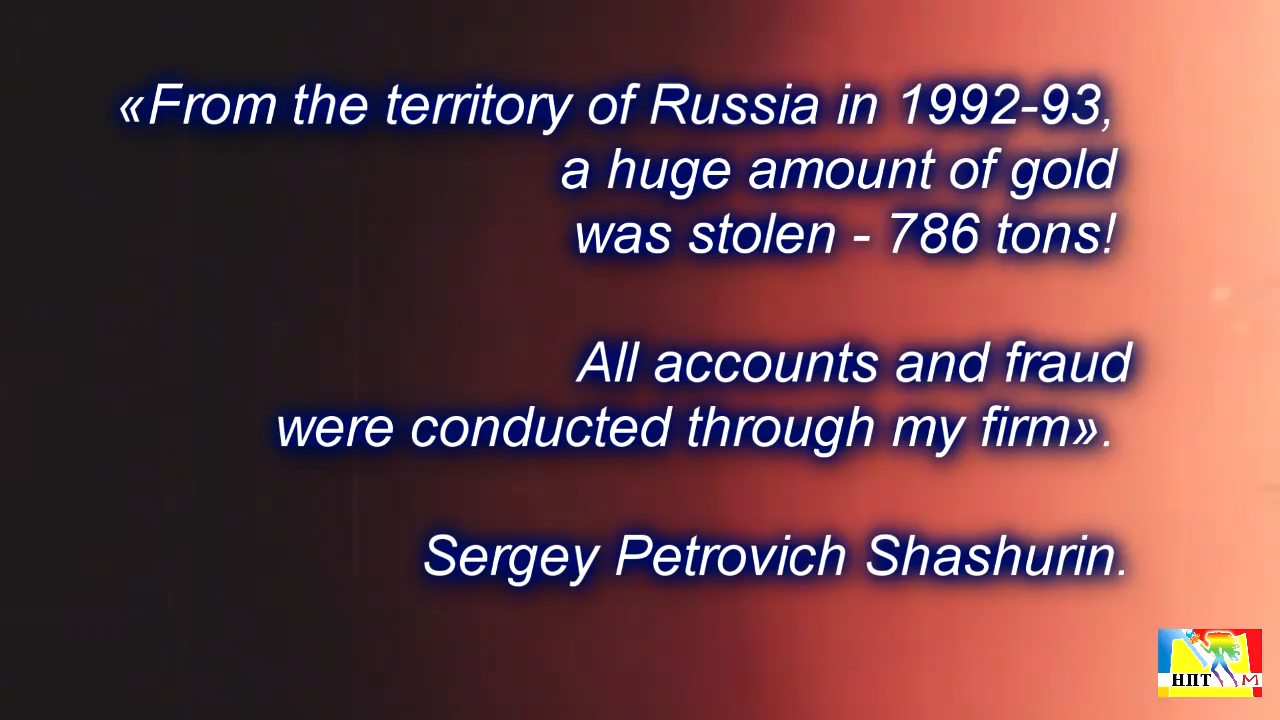 «From the territory of Russia in 1992-93,
a huge amount of gold
was stolen - 786 tons!
All accounts and fraud
were conducted through my firm».
Sergey Petrovich Shashurin.
НПТ М